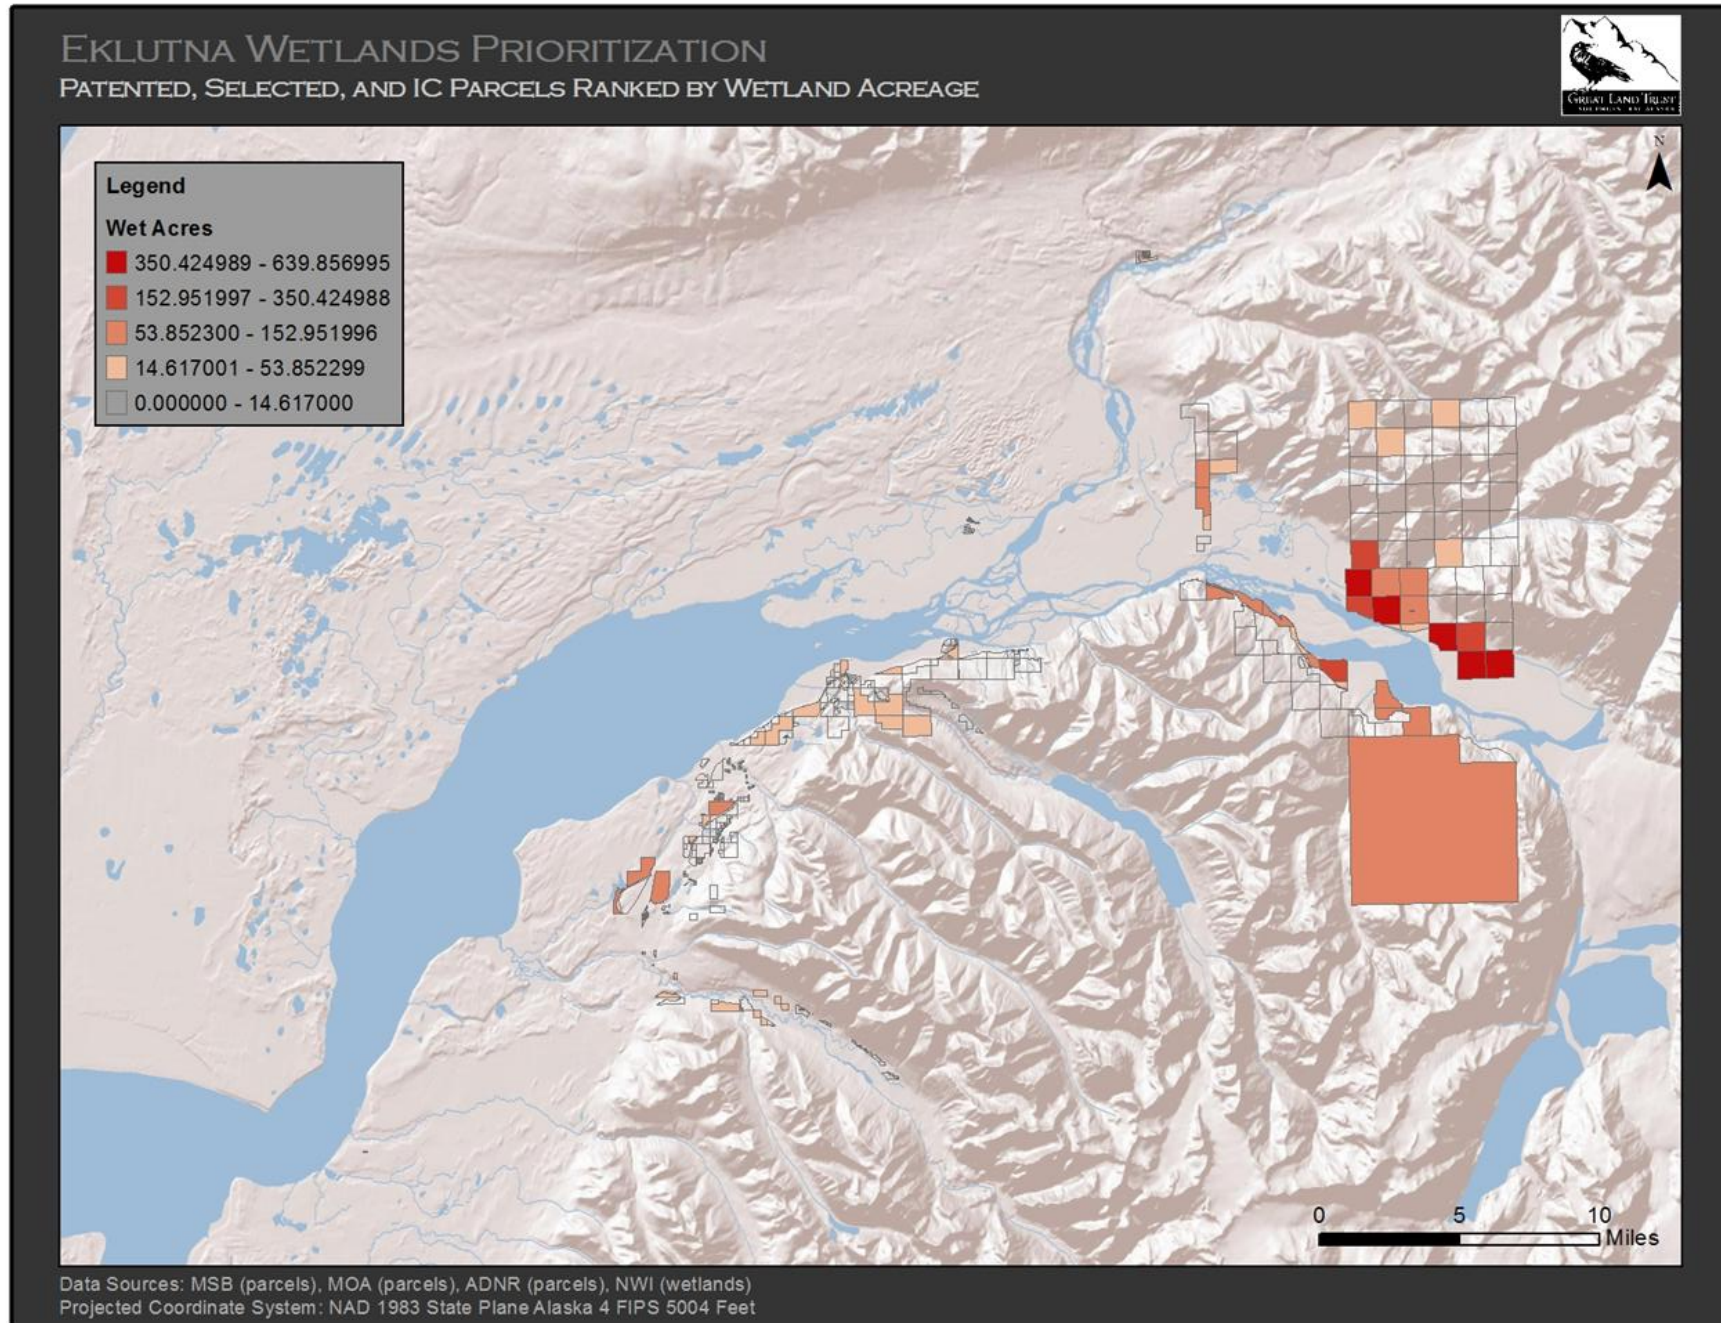 EKLUTNA WETLANDS PRIORITIZATION
PATENTED, SELECTED, AND IC PARCELS RANKED BY WETLAND ACREAGE
GREAT LAND TRUST
N
Legend
Wet Acres
350.424989 - 639.856995
152.951997 - 350.424988
53.852300 - 152.951996
14.617001 - 53.852299
0.000000 - 14.617000
0 5 10
Miles
Data Sources: MSB (parcels), MOA (parcels), ADNR (parcels), NWI (wetlands)
Projected Coordinate System: NAD 1983 State Plane Alaska 4 FIPS 5004 Feet